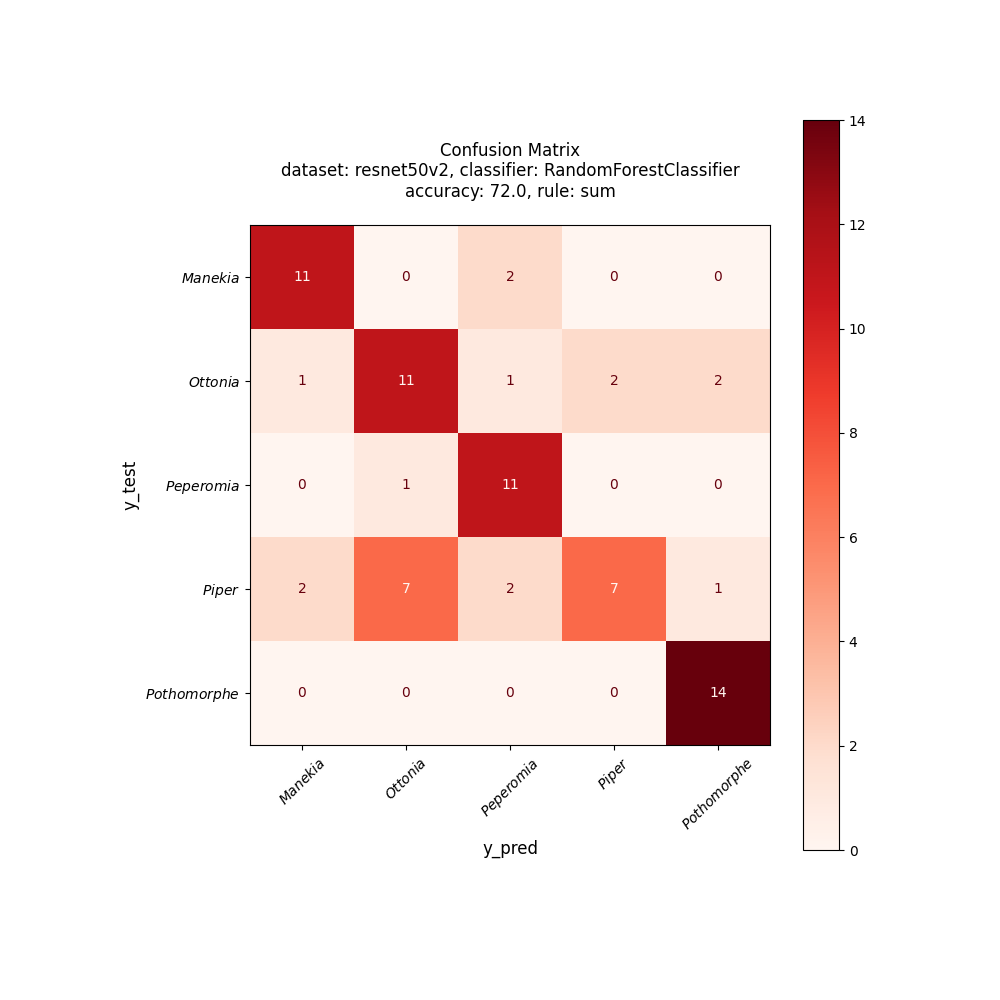 Confusion Matrix
dataset: resnet50v2, classifier: RandomForestClassifier
accuracy: 72.0, rule: sum
y_test
Manekia 11 0 2 0 0
Ottonia 1 11 1 2 2
Peperomia 0 1 11 0 0
Piper 2 7 2 7 1
Pothomorphe 0 0 0 0 14
Manekia Ottonia Peperomia Piper Pothomorphe
y_pred
14
12
10
8
6
4
2
0